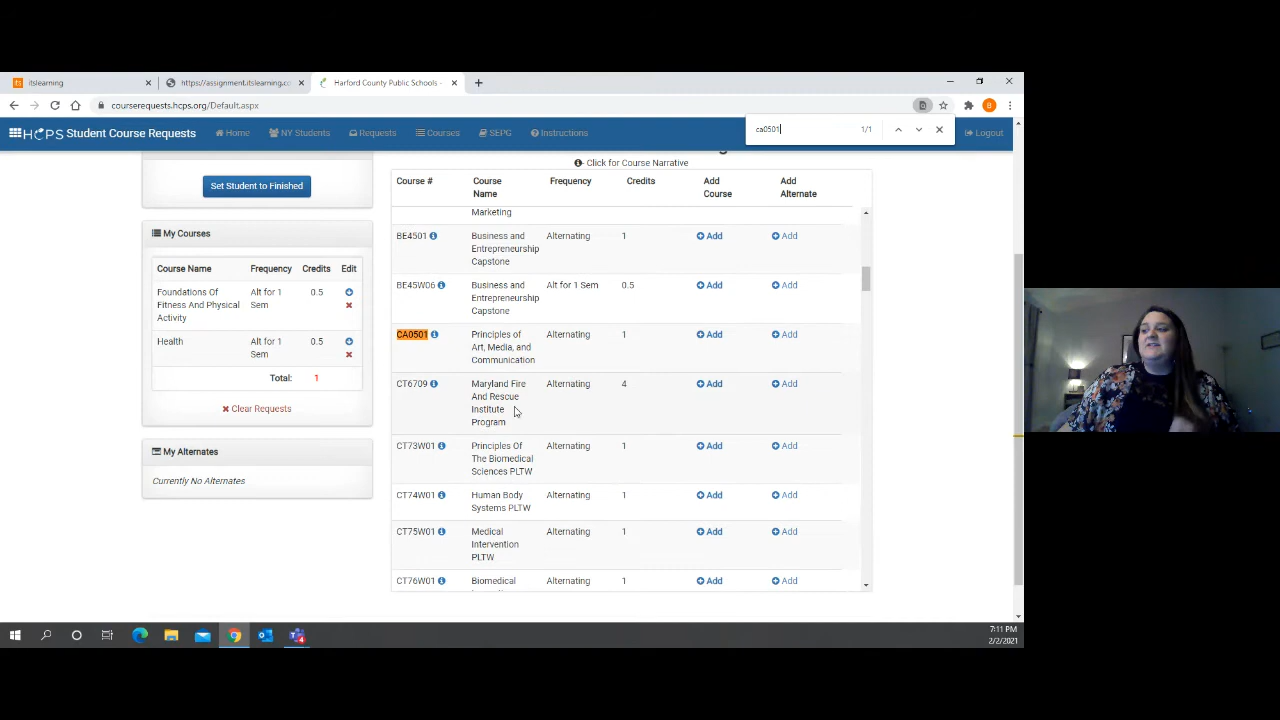 itslearning
https://assignment.itslearning.co
Harford County Public Schools -
courserequests.hcps.org/Default.aspx
B
HCPS Student Course Requests
Home
NY Students
Requests
Courses
SEPG
Instructions
Logout
ca0501
1/1
- Click for Course Narrative
Set Student to Finished
My Courses
Course Name Frequency Credits Edit
Foundations Of Alt for 1 0.5
Fitness And Physical Sem
Activity
Health Alt for 1 0.5
Sem
Total: 1
Clear Requests
My Alternates
Currently No Alternates
Course # Course Frequency Credits Add Add
Name Course Alternate
Marketing
BE4501 Business and Alternating 1 Add Add
Entrepreneurship
Capstone
BE45W06 Business and Alt for 1 Sem 0.5 Add Add
Entrepreneurship
Capstone
CA0501 Principles of Alternating 1 Add Add
Art, Media, and
Communication
CT6709 Maryland Fire Alternating 4 Add Add
And Rescue
Institute
Program
CT73W01 Principles Of Alternating 1 Add Add
The Biomedical
Sciences PLTW
CT74W01 Human Body Alternating 1 Add Add
Systems PLTW
CT75W01 Medical Alternating 1 Add Add
Intervention
PLTW
CT76W01 Biomedical Alternating 1 Add Add
7:11 PM
2/2/2021